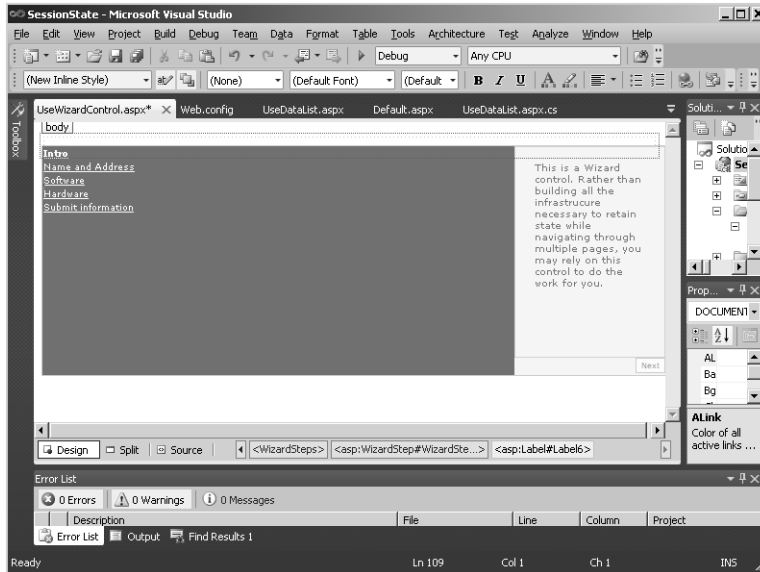 SessionState - Microsoft Visual Studio
File Edit View Project Build Debug Team Data Format Table Tools Architecture Test Analyze Window Help
Debug Any CPU
(New Inline Style) (None) (Default Font) (Default B I U
Toolbox
UseWizardControl.aspx* Web.config UseDataList.aspx Default.aspx UseDataList.aspx.cs
body
Intro
Name and Address
Software
Hardware
Submit information
This is a Wizard
control. Rather than
building all the
infrastrucure
necessary to retain
state while
navigating through
multiple pages, you
may rely on this
control to do the
work for you.
Next
Design Split Source <WizardSteps> <asp:WizardStep#WizardSte...> <asp:Label#Label6>
Soluti...
Solutio
Se
Prop...
DOCUMENT
AL
Ba
Bg
ALink
Color of all
active links ...
Error List
0 Errors 0 Warnings 0 Messages
Description File Line Column Project
Error List Output Find Results 1
Ready Ln 109 Col 1 Ch 1 INS